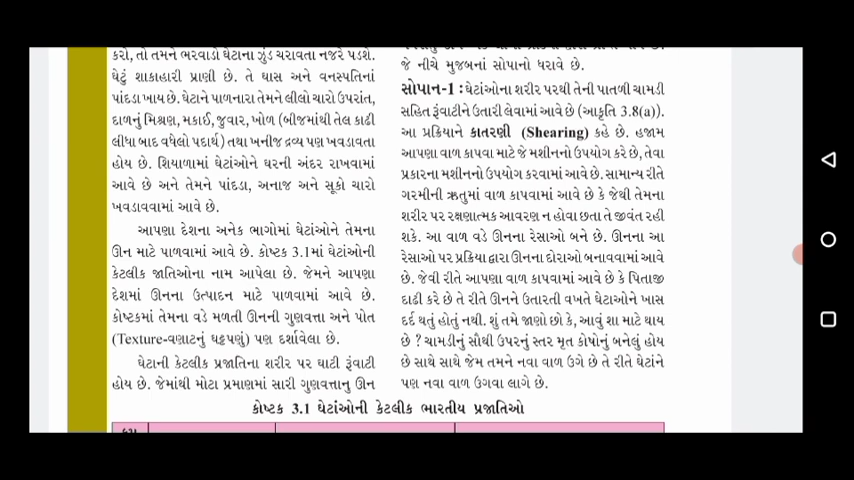 કરો, તો તમને ભરવાડો ઘેટાના ઝુંડ ચરાવતા નજરે પડશે.
ઘેટું શાકાહારી પ્રાણી છે. તે ઘાસ અને વનસ્પતિનાં
પાંદડા ખાય છે. ઘેટાને પાળનારા તેમને લીલો ચારો ઉપરાંત,
દાળનું મિશ્રણ, મકાઈ, જુવાર, ખોળ (બીજમાંથી તેલ કાઢી
લીધા બાદ વધેલો પદાર્થ) તથા ખનીજ દ્રવ્ય પણ ખવડાવતા
હોય છે. શિયાળામાં ઘેટાંઓને ઘરની અંદર રાખવામાં
આવે છે અને તેમને પાંદડા, અનાજ અને સૂકો ચારો
ખવડાવવામાં આવે છે.
આપણા દેશના અનેક ભાગોમાં ઘેટાંઓને તેમના
ઊન માટે પાળવામાં આવે છે. કોષ્ટક 3.1માં ઘેટાંઓની
કેટલીક જાતિઓના નામ આપેલા છે. જેમને આપણા
દેશમાં ઊનના ઉત્પાદન માટે પાળવામાં આવે છે.
કોષ્ટકમાં તેમના વડે મળતી ઊનની ગુણવત્તા અને પોત
(Texture-વણાટનું ઘટ્ટપણું) પણ દર્શાવેલા છે.
ઘેટાની કેટલીક પ્રજાતિના શરીર પર ઘાટી રૂંવાટી
હોય છે. જેમાંથી મોટા પ્રમાણમાં સારી ગુણવત્તાનુ ઊન
જે નીચે મુજબનાં સોપાનો ધરાવે છે.
સોપાન-1 : ઘેટાંઓના શરીર પરથી તેની પાતળી ચામડી
સહિત રૂંવાટીને ઉતારી લેવામાં આવે છે (આકૃતિ 3.8(a)).
આ પ્રક્રિયાને કાતરણી (Shearing) કહે છે. હજામ
આપણા વાળ કાપવા માટે જે મશીનનો ઉપયોગ કરે છે, તેવા
પ્રકારના મશીનનો ઉપયોગ કરવામાં આવે છે. સામાન્ય રીતે
ગરમીની ઋતુમાં વાળ કાપવામાં આવે છે કે જેથી તેમના
શરીર પર રક્ષણાત્મક આવરણ ન હોવા છતા તે જીવંત રહી
શકે. આ વાળ વડે ઊનના રેસાઓ બને છે. ઊનના આ
રેસાઓ પર પ્રક્રિયા દ્વારા ઊનના દોરાઓ બનાવવામાં આવે
છે. જેવી રીતે આપણા વાળ કાપવામાં આવે છે કે પિતાજી
દાઢી કરે છે તે રીતે ઊનને ઉતારતી વખતે ઘેટાઓને ખાસ
દર્દ થતું હોતું નથી. શું તમે જાણો છો કે, આવું શા માટે થાય
છે ? ચામડીનું સૌથી ઉપરનું સ્તર મૃત કોષોનું બનેલું હોય
છે સાથે સાથે જેમ તમને નવા વાળ ઉગે છે તે રીતે ઘેટાંને
પણ નવા વાળ ઉગવા લાગે છે.
કોષ્ટક 3.1 ઘેટાંઓની કેટલીક ભારતીય પ્રજાતિઓ